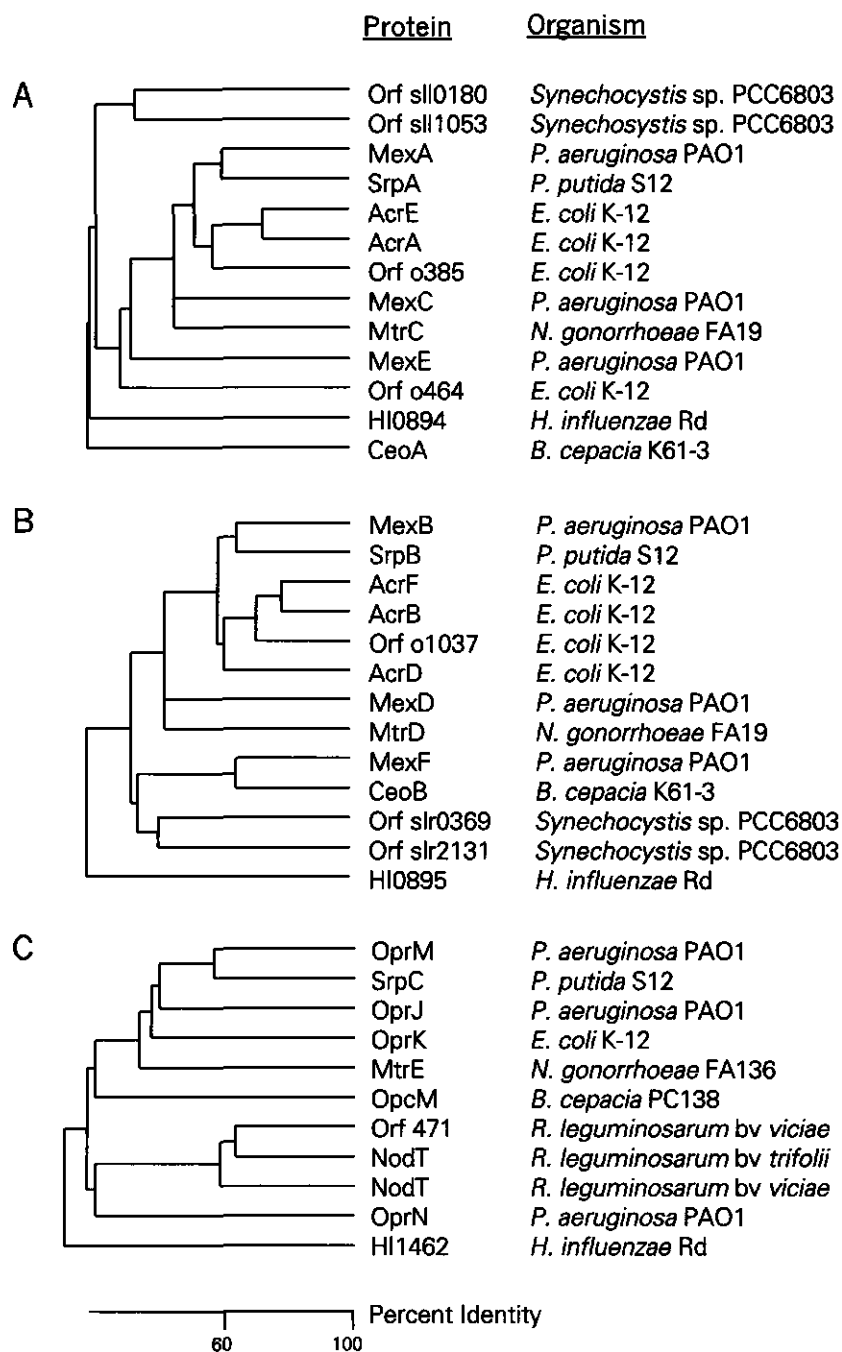 Protein Organism
A
Orf sll0180 Synechocystis sp. PCC6803
Orf sll1053 Synechosystis sp. PCC6803
MexA P. aeruginosa PAO1
SrpA P. putida S12
AcrE E. coli K-12
AcrA E. coli K-12
Orf o385 E. coli K-12
MexC P. aeruginosa PAO1
MtrC N. gonorrhoeae FA19
MexE P. aeruginosa PAO1
Orf o464 E. coli K-12
HI0894 H. influenzae Rd
CeoA B. cepacia K61-3
B
MexB P. aeruginosa PAO1
SrpB P. putida S12
AcrF E. coli K-12
AcrB E. coli K-12
Orf o1037 E. coli K-12
AcrD E. coli K-12
MexD P. aeruginosa PAO1
MtrD N. gonorrhoeae FA19
MexF P. aeruginosa PAO1
CeoB B. cepacia K61-3
Orf slr0369 Synechocystis sp. PCC6803
Orf slr2131 Synechocystis sp. PCC6803
HI0895 H. influenzae Rd
C
OprM P. aeruginosa PAO1
SrpC P. putida S12
OprJ P. aeruginosa PAO1
OprK E. coli K-12
MtrE N. gonorrhoeae FA136
OpcM B. cepacia PC138
Orf 471 R. leguminosarum bv viciae
NodT R. leguminosarum bv trifolii
NodT R. leguminosarum bv viciae
OprN P. aeruginosa PAO1
HI1462 H. influenzae Rd
Percent Identity
60 100